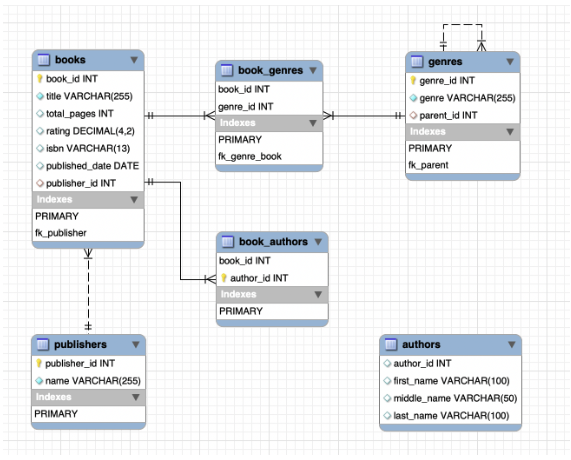 books
book_id INT
title VARCHAR(255)
total_pages INT
rating DECIMAL(4,2)
isbn VARCHAR(13)
published_date DATE
publisher_id INT
Indexes
PRIMARY
fk_publisher
book_genres
book_id INT
genre_id INT
Indexes
PRIMARY
fk_genre_book
genres
genre_id INT
genre VARCHAR(255)
parent_id INT
Indexes
PRIMARY
fk_parent
book_authors
book_id INT
author_id INT
Indexes
PRIMARY
publishers
publisher_id INT
name VARCHAR(255)
Indexes
PRIMARY
authors
author_id INT
first_name VARCHAR(100)
middle_name VARCHAR(50)
last_name VARCHAR(100)